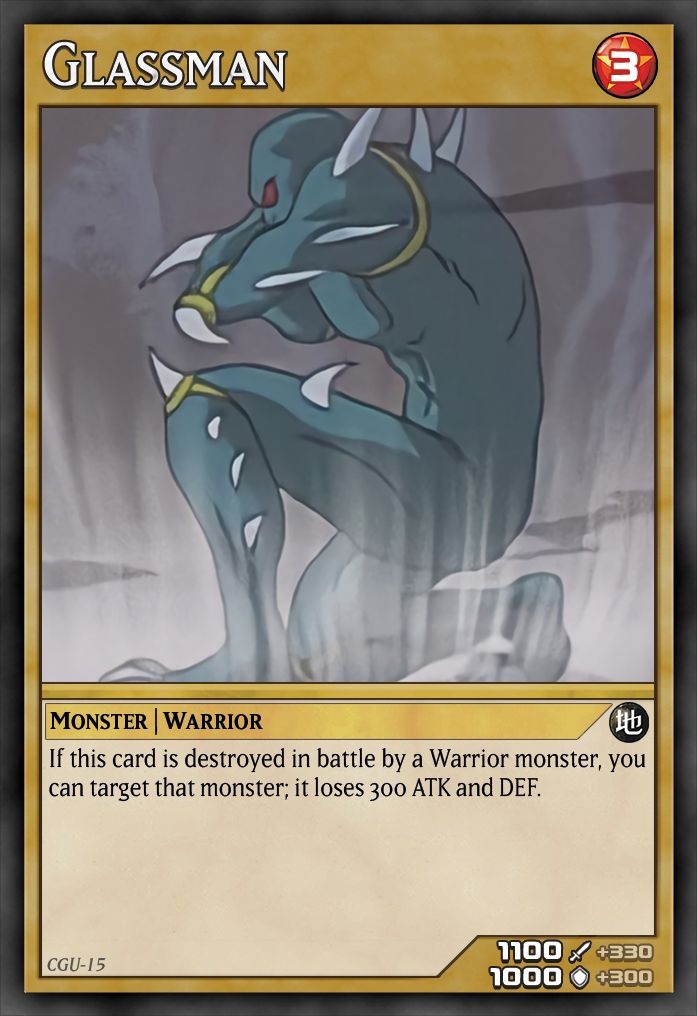 Glassman
3
Monster | Warrior
地
If this card is destroyed in battle by a Warrior monster, you
can target that monster; it loses 300 ATK and DEF.
CGU-15
1100 +330
1000 +300